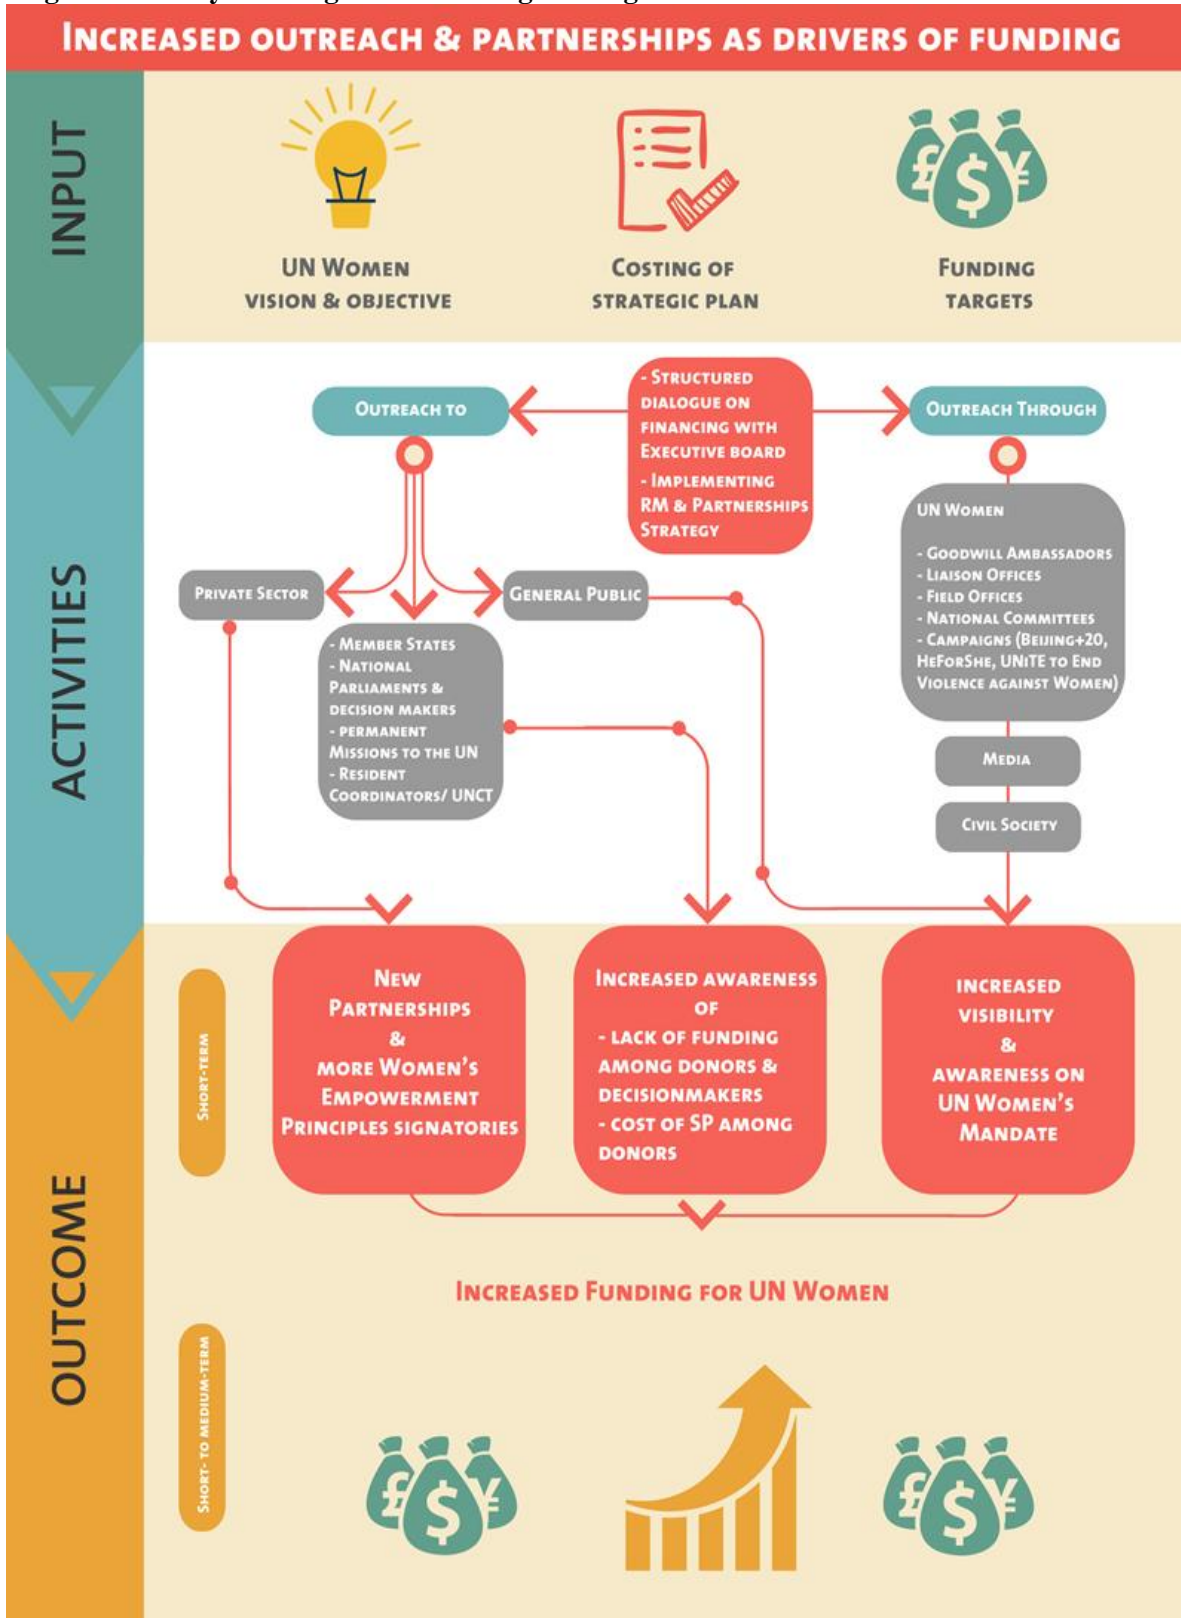 INCREASED OUTREACH & PARTNERSHIPS AS DRIVERS OF FUNDING
INPUT
UN WOMEN
VISION & OBJECTIVE
COSTING OF
STRATEGIC PLAN
£ $ ¥
FUNDING
TARGETS
ACTIVITIES
OUTREACH TO
- STRUCTURED
DIALOGUE ON
FINANCING WITH
EXECUTIVE BOARD
- IMPLEMENTING
RM & PARTNERSHIPS
STRATEGY
OUTREACH THROUGH
PRIVATE SECTOR
- MEMBER STATES
- NATIONAL
PARLIAMENTS &
DECISION MAKERS
- PERMANENT
MISSIONS TO THE UN
- RESIDENT
COORDINATORS/ UNCT
GENERAL PUBLIC
UN WOMEN
- GOODWILL AMBASSADORS
- LIAISON OFFICES
- FIELD OFFICES
- NATIONAL COMMITTEES
- CAMPAIGNS (BEIJING+20,
HEFORSHE, UNITE TO END
VIOLENCE AGAINST WOMEN)
MEDIA
CIVIL SOCIETY
OUTCOME
SHORT-TERM
NEW
PARTNERSHIPS
&
MORE WOMEN'S
EMPOWERMENT
PRINCIPLES SIGNATORIES
INCREASED AWARENESS
OF
- LACK OF FUNDING
AMONG DONORS &
DECISIONMAKERS
- COST OF SP AMONG
DONORS
INCREASED
VISIBILITY
&
AWARENESS ON
UN WOMEN'S
MANDATE
INCREASED FUNDING FOR UN WOMEN
SHORT- TO MEDIUM-TERM
£ $ ¥
£ $ ¥